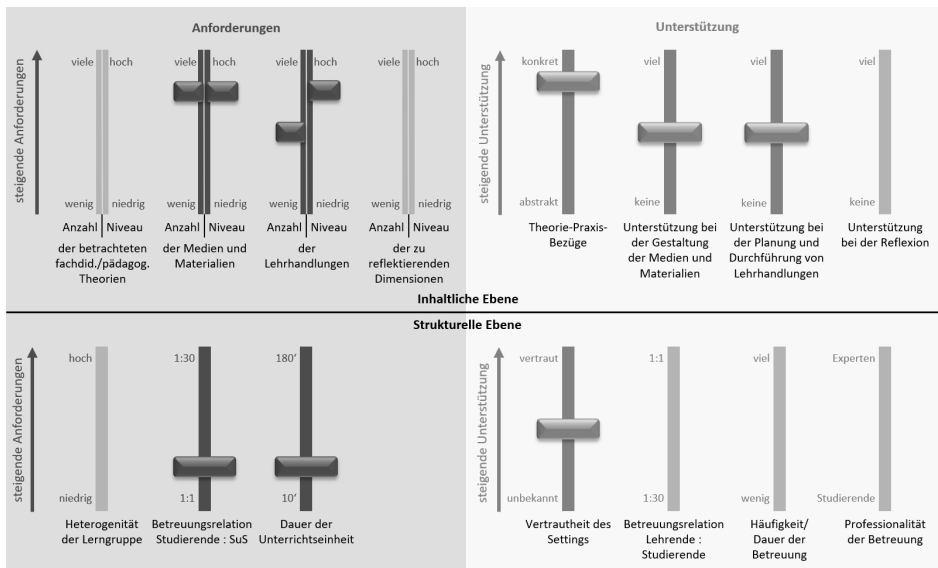 Anforderungen
steigende Anforderungen
viele hoch
wenig niedrig
Anzahl Niveau
der betrachteten
fachdid./pädagog.
Theorien
viele hoch
wenig niedrig
Anzahl Niveau
der Medien und
Materialien
viele hoch
wenig niedrig
Anzahl Niveau
der
Lehrhandlungen
viele hoch
wenig niedrig
Anzahl Niveau
der zu
reflektierenden
Dimensionen
Unterstützung
steigende Unterstützung
konkret
abstrakt
Theorie-Praxis-
Bezüge
viel
keine
Unterstützung bei
der Gestaltung
der Medien und
Materialien
viel
keine
Unterstützung bei
der Planung und
Durchführung von
Lehrhandlungen
viel
keine
Unterstützung
bei der Reflexion
Inhaltliche Ebene
Strukturelle Ebene
steigende Anforderungen
hoch
niedrig
Heterogenität
der Lerngruppe
1:30
1:1
Betreuungsrelation
Studierende : SuS
180‘
10‘
Dauer der
Unterrichtseinheit
steigende Unterstützung
vertraut
unbekannt
Vertrautheit des
Settings
1:1
1:30
Betreuungsrelation
Lehrende :
Studierende
viel
wenig
Häufigkeit/
Dauer der
Betreuung
Experten
Studierende
Professionalität
der Betreuung